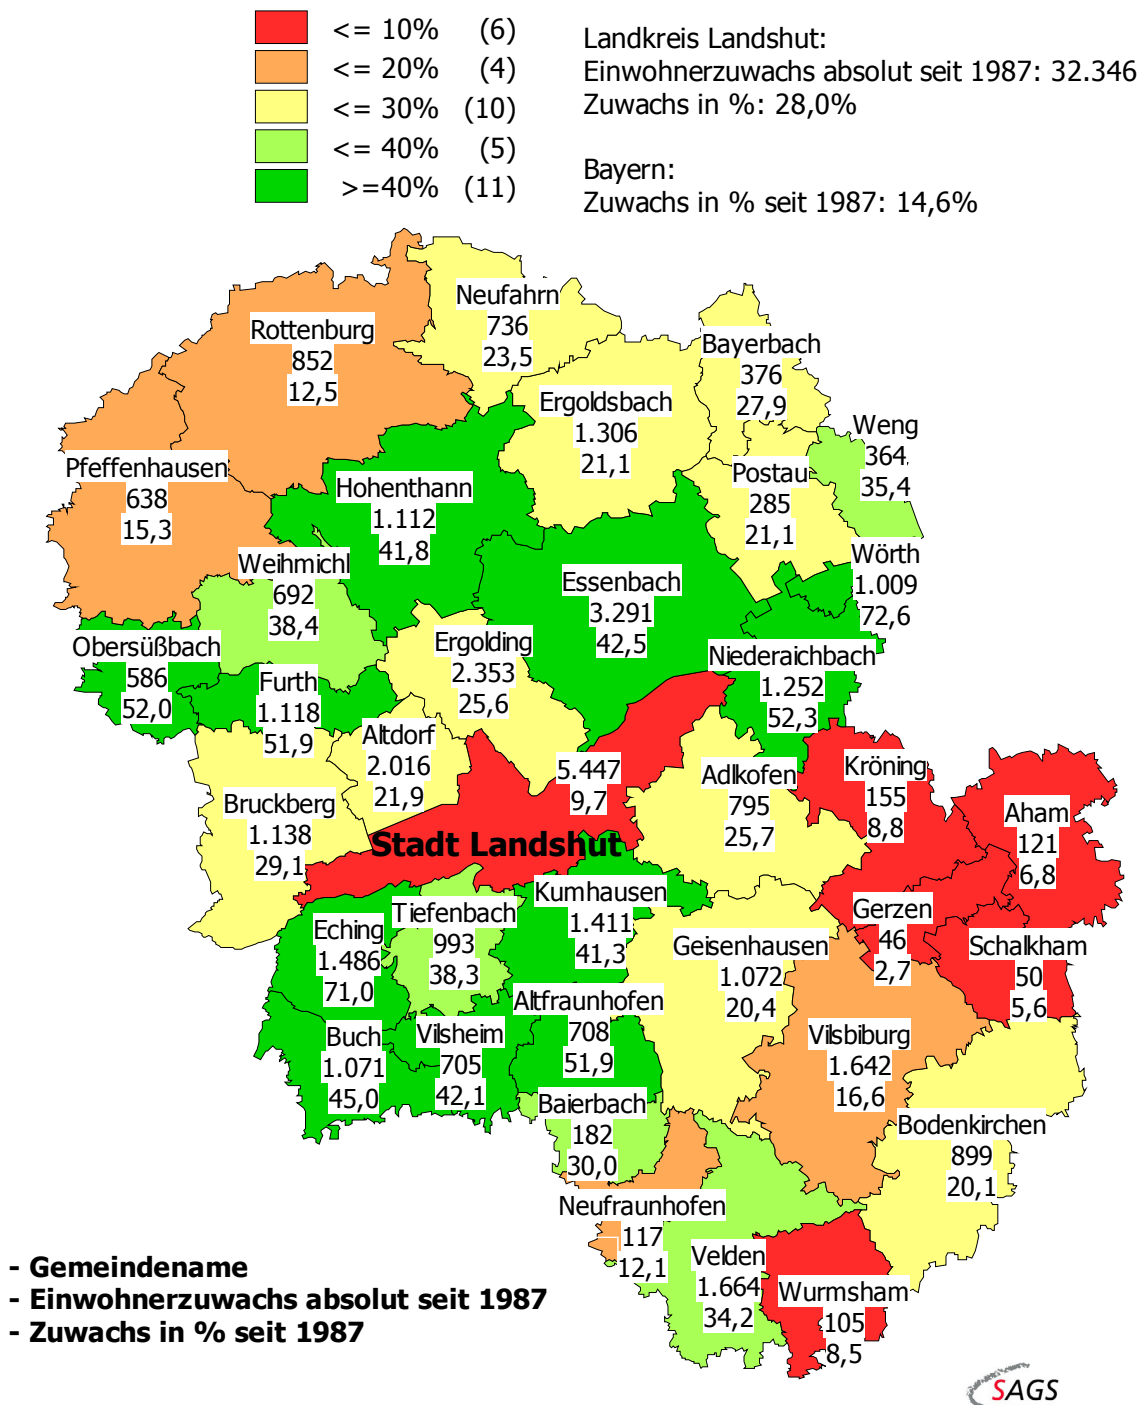 <= 10% (6)
<= 20% (4)
<= 30% (10)
<= 40% (5)
>=40% (11)
Landkreis Landshut:
Einwohnerzuwachs absolut seit 1987: 32.346
Zuwachs in %: 28,0%
Bayern:
Zuwachs in % seit 1987: 14,6%
Neufahrn
736
23,5
Rottenburg
852
12,5
Bayerbach
376
27,9
Ergoldsbach
1.306
21,1
Weng
364
35,4
Pfeffenhausen
638
15,3
Hohenthann
1.112
41,8
Postau
285
21,1
Weihmichl
692
38,4
Essenbach
3.291
42,5
Wörth
1.009
72,6
Obersüßbach
586
52,0
Ergolding
2.353
25,6
Niederaichbach
1.252
52,3
Furth
1.118
51,9
Altdorf
2.016
21,9
5.447
9,7
Stadt Landshut
Adlkofen
795
25,7
Kröning
155
8,8
Bruckberg
1.138
29,1
Aham
121
6,8
Kumhausen
1.411
41,3
Tiefenbach
993
38,3
Eching
1.486
71,0
Gerzen
46
2,7
Geisenhausen
1.072
20,4
Schalkham
50
5,6
Altfraunhofen
708
51,9
Buch
1.071
45,0
Vilsheim
705
42,1
Vilsbiburg
1.642
16,6
Baierbach
182
30,0
Bodenkirchen
899
20,1
Neufraunhofen
117
12,1
Velden
1.664
34,2
Wurmsham
105
8,5
- Gemeindename
- Einwohnerzuwachs absolut seit 1987
- Zuwachs in % seit 1987
SAGS